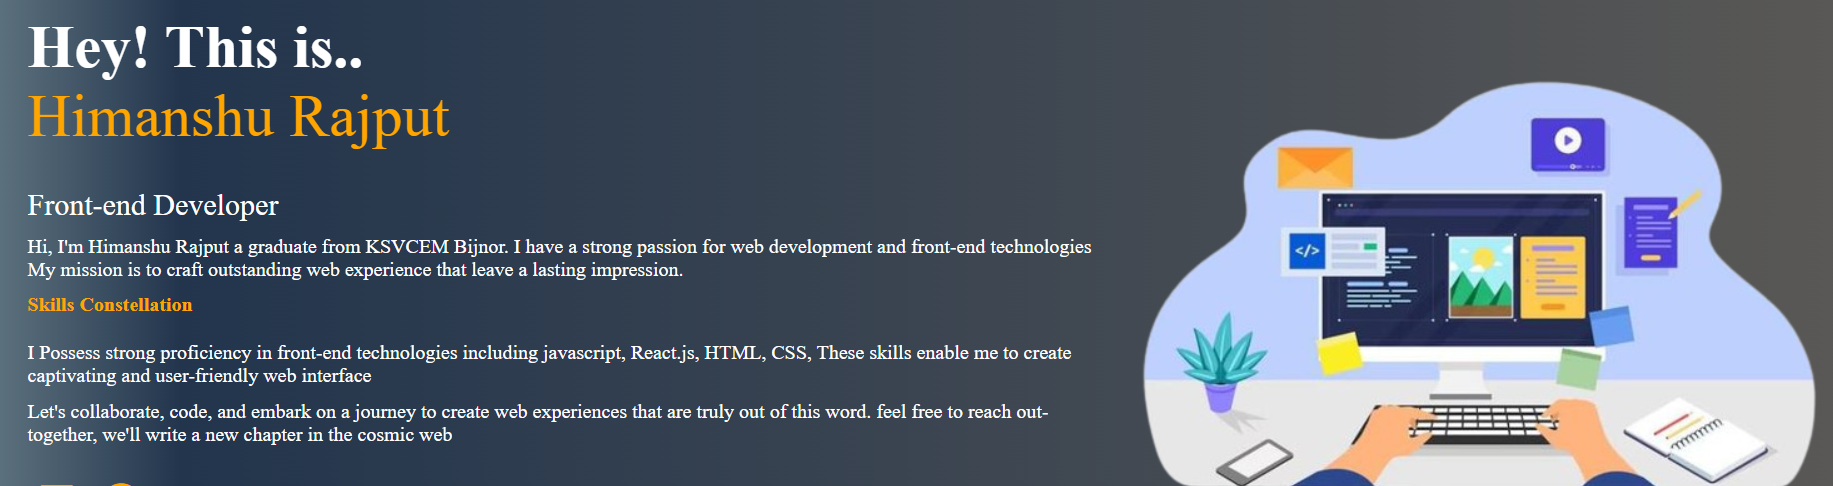 Hey! This is..
Himanshu Rajput
Front-end Developer
Hi, I'm Himanshu Rajput a graduate from KSVCEM Bijnor. I have a strong passion for web development and front-end technologies
My mission is to craft outstanding web experience that leave a lasting impression.
Skills Constellation
I Possess strong proficiency in front-end technologies including javascript, React.js, HTML, CSS, These skills enable me to create
captivating and user-friendly web interface
Let's collaborate, code, and embark on a journey to create web experiences that are truly out of this word. feel free to reach out-
together, we'll write a new chapter in the cosmic web
</>